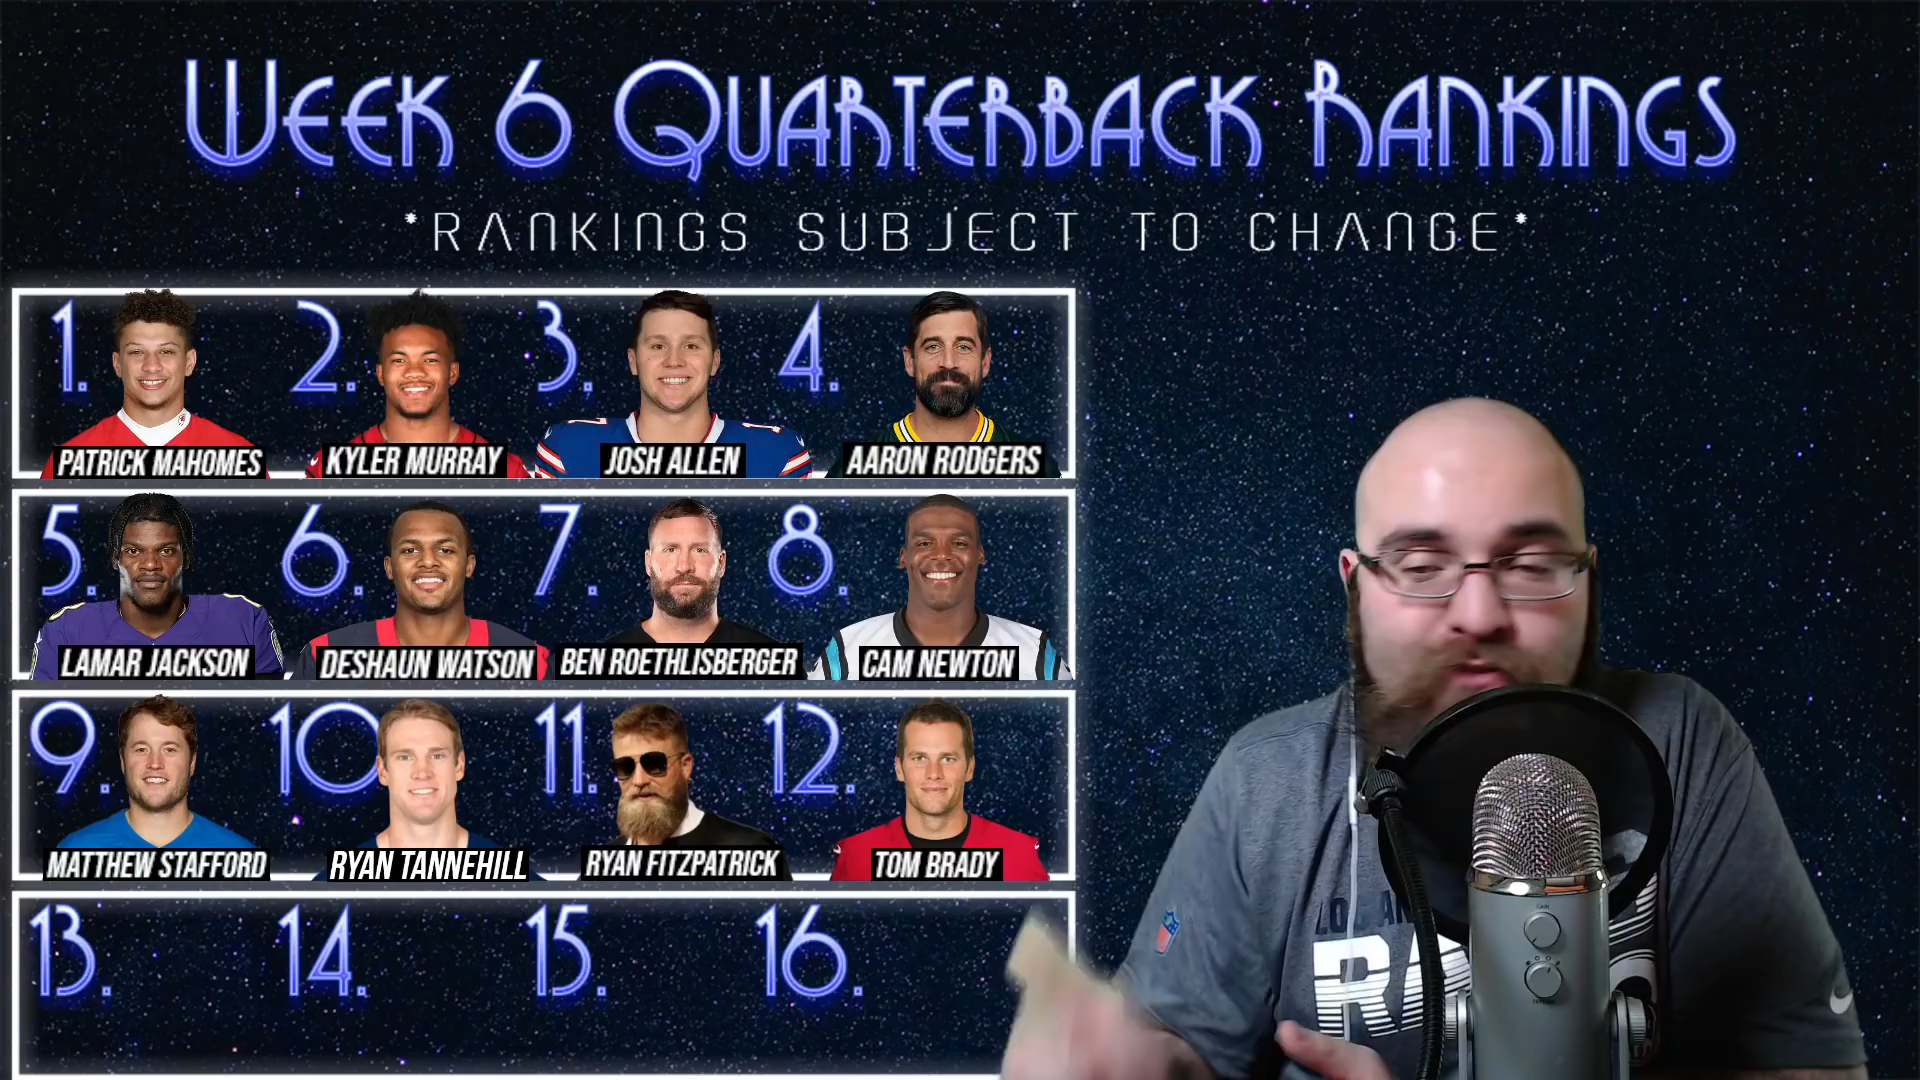 WEEK 6 QUARTERBACK RANKINGS
*RANKINGS SUBJECT TO CHANGE*
1. 2. 3. 4.
PATRICK MAHOMES KYLER MURRAY JOSH ALLEN AARON RODGERS
5. 6. 7. 8.
LAMAR JACKSON DESHAUN WATSON BEN ROETHLISBERGER CAM NEWTON
9. 10. 11. 12.
MATTHEW STAFFORD RYAN TANNEHILL RYAN FITZPATRICK TOM BRADY
13. 14. 15. 16.
GAIN